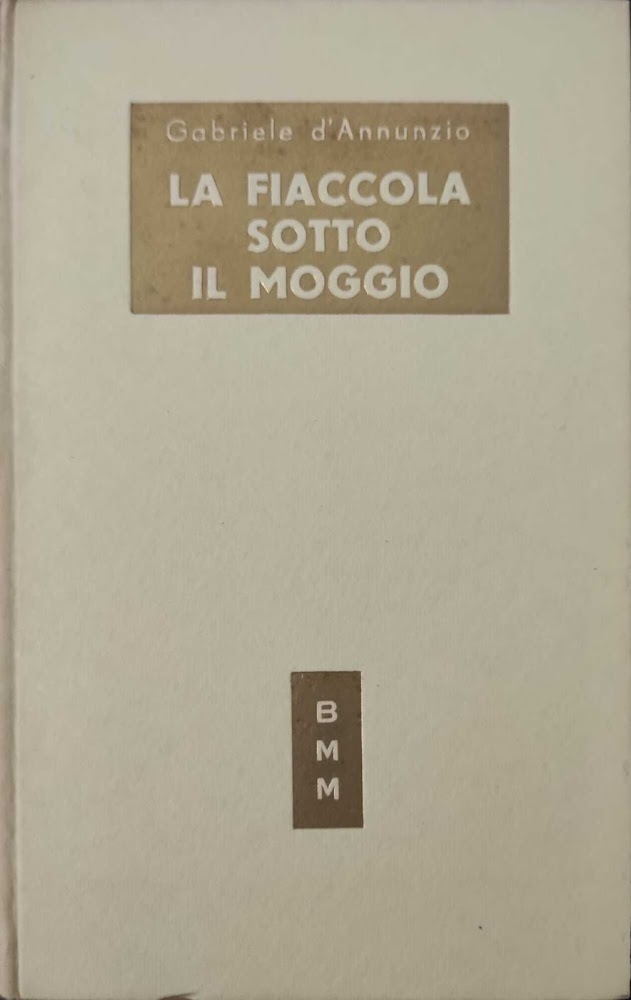 Gabriele d'Annunzio
LA FIACCOLA
SOTTO
IL MOGGIO
B
M
M